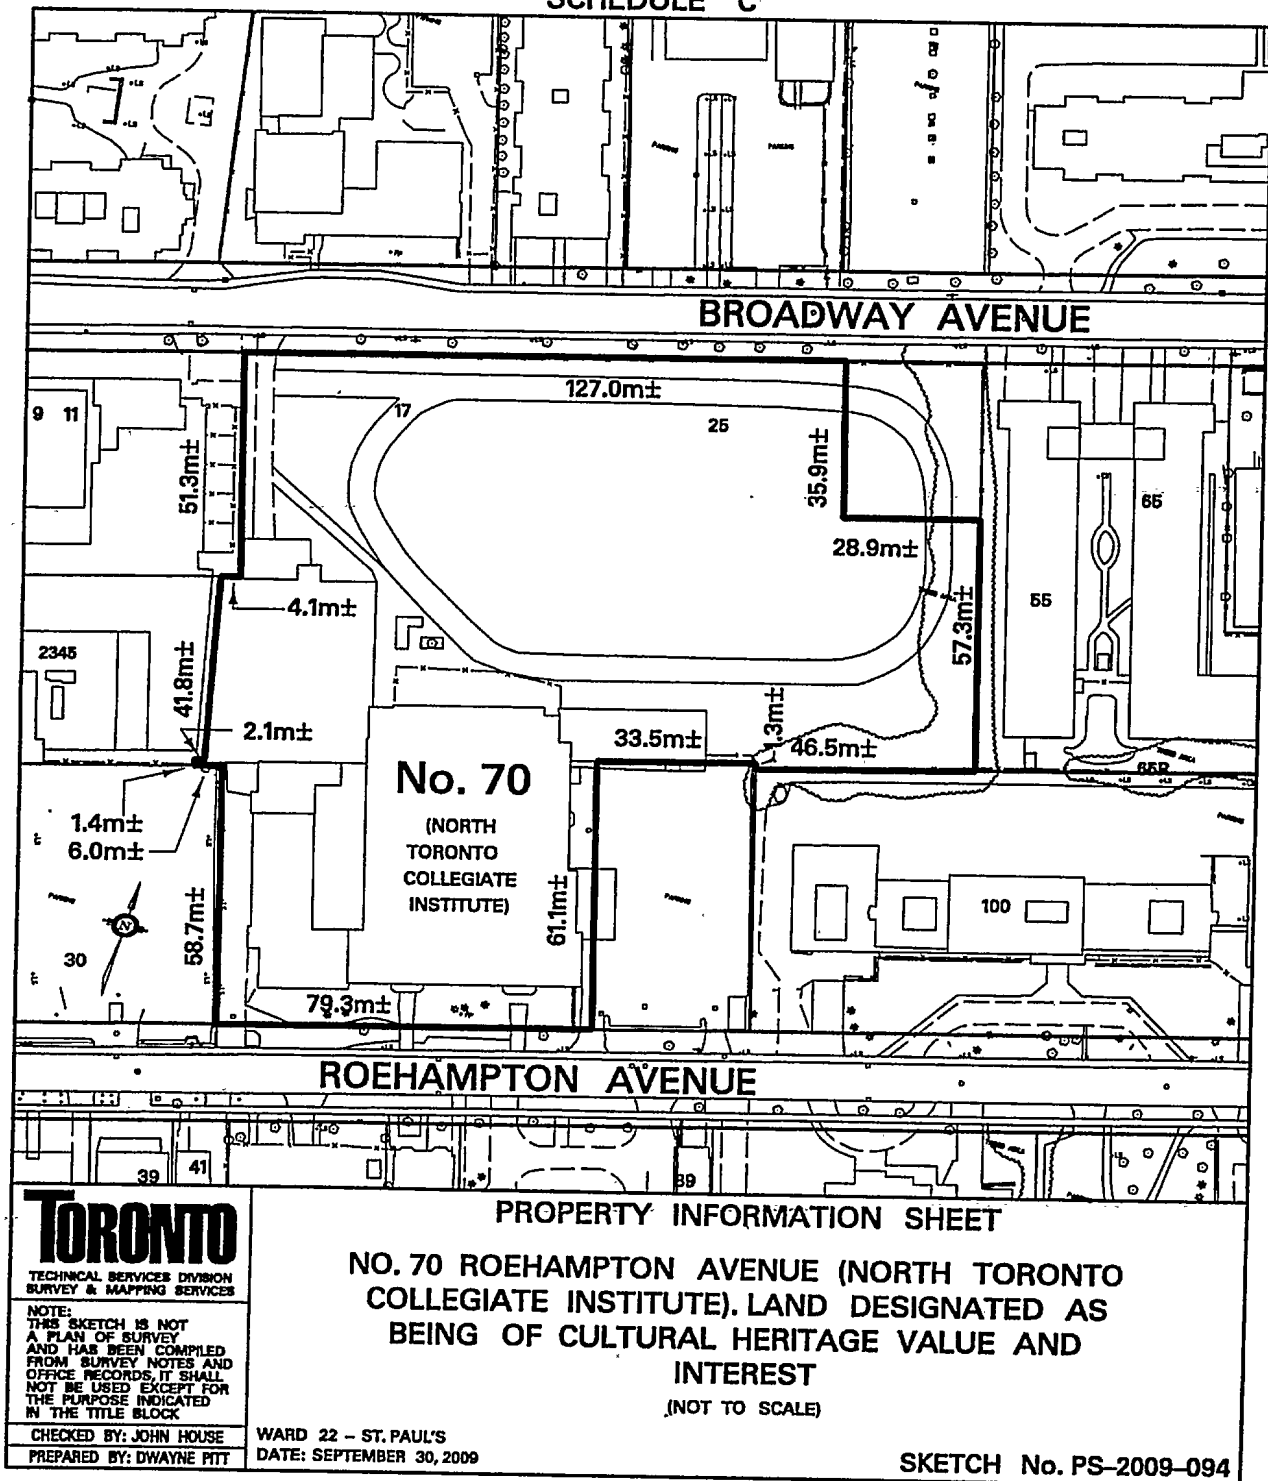 SCHEDULE "C"
BROADWAY AVENUE
127.0m±
17
25
9 11
51.3m±
35.9m±
28.9m±
65
55
4.1m±
57.3m±
2345
41.8m±
2.1m±
33.5m±
46.5m±
65R
No. 70
(NORTH
TORONTO
COLLEGIATE
INSTITUTE)
1.4m±
6.0m±
61.1m±
58.7m±
N
30
100
PARKING
79.3m±
ROEHAMPTON AVENUE
39
41
89
TORONTO
TECHNICAL SERVICES DIVISION
SURVEY & MAPPING SERVICES
NOTE:
THIS SKETCH IS NOT
A PLAN OF SURVEY
AND HAS BEEN COMPILED
FROM SURVEY NOTES AND
OFFICE RECORDS, IT SHALL
NOT BE USED EXCEPT FOR
THE PURPOSE INDICATED
IN THE TITLE BLOCK
CHECKED BY: JOHN HOUSE
PREPARED BY: DWAYNE PITT
PROPERTY INFORMATION SHEET
NO. 70 ROEHAMPTON AVENUE (NORTH TORONTO
COLLEGIATE INSTITUTE). LAND DESIGNATED AS
BEING OF CULTURAL HERITAGE VALUE AND
INTEREST
(NOT TO SCALE)
WARD 22 – ST. PAUL'S
DATE: SEPTEMBER 30, 2009
SKETCH No. PS–2009–094